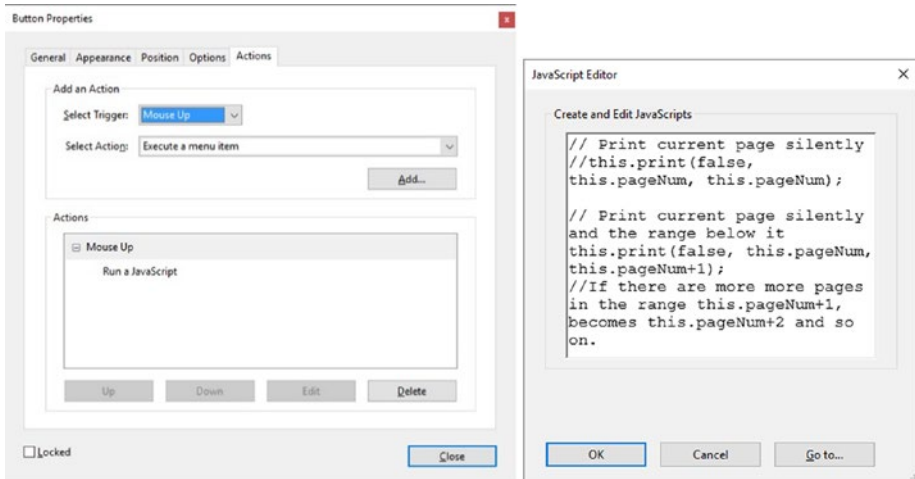 Button Properties
x
General Appearance Position Options Actions
Add an Action
Select Trigger: Mouse Up
Select Action: Execute a menu item
Add...
Actions
Mouse Up
Run a JavaScript
Up Down Edit Delete
Locked
Close
JavaScript Editor
Create and Edit JavaScripts
// Print current page silently
//this.print(false,
this.pageNum, this.pageNum);
// Print current page silently
and the range below it
this.print(false, this.pageNum,
this.pageNum+1);
//If there are more more pages
in the range this.pageNum+1,
becomes this.pageNum+2 and so
on.
OK Cancel Go to...